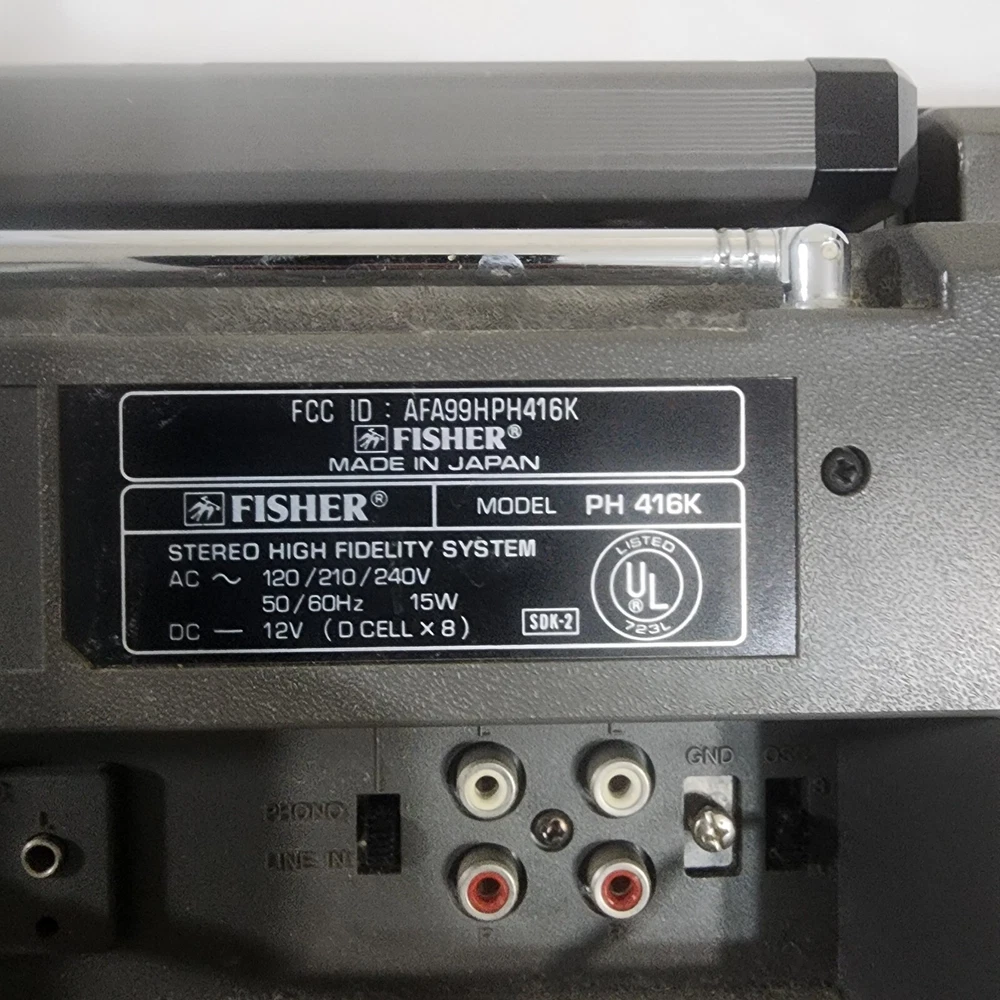 FCC ID : AFA99HPH416K
FISHER®
MADE IN JAPAN
FISHER® MODEL PH 416K
STEREO HIGH FIDELITY SYSTEM
AC ~ 120/210/240V
50/60Hz 15W
DC — 12V (D CELL × 8)
SDK-2
LISTED
UL®
723L
L L
GND
PHONO
LINE IN
R R